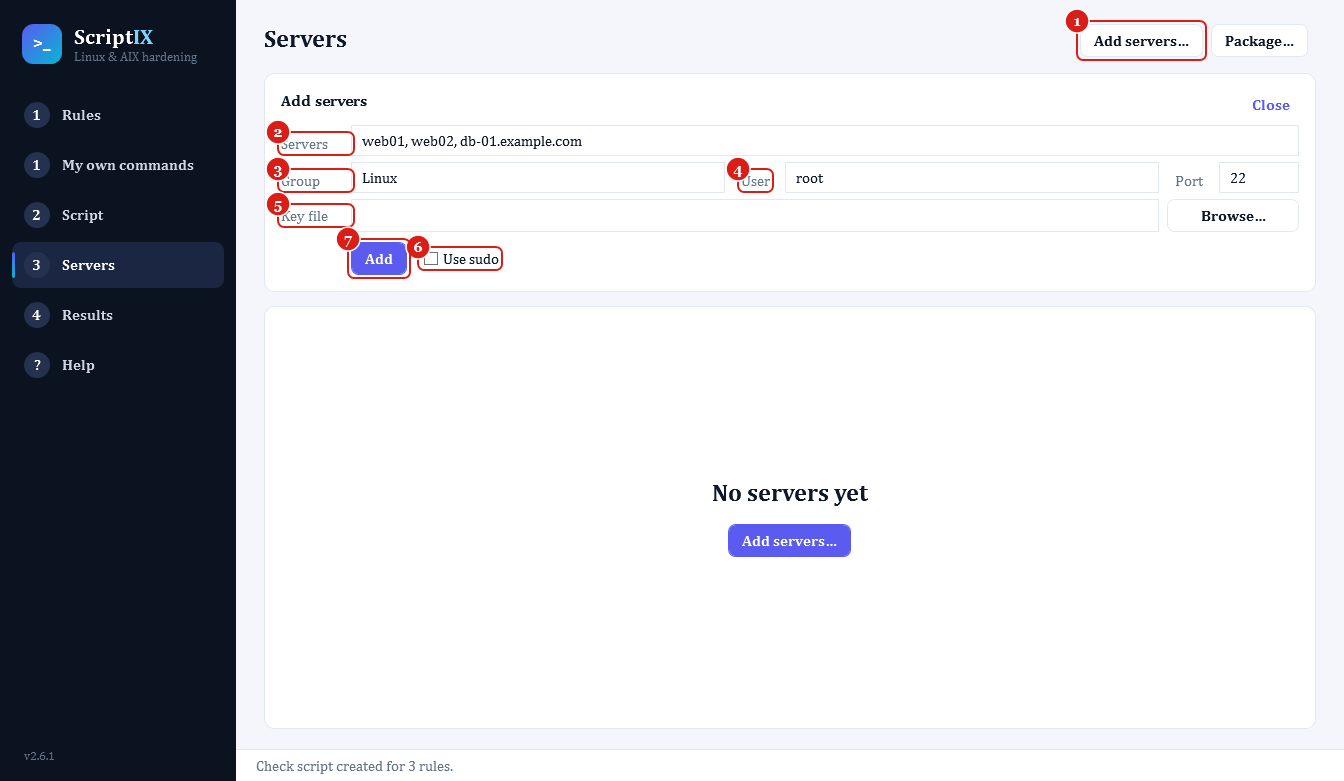 >_
ScriptIX
Linux & AIX hardening
1 Rules
1 My own commands
2 Script
3 Servers
4 Results
? Help
v2.6.1
Servers
1
Add servers...
Package...
Add servers
Close
2
Servers
web01, web02, db-01.example.com
3
Group
Linux
4
User
root
Port
22
5
Key file
Browse...
7
Add
6
Use sudo
No servers yet
Add servers...
Check script created for 3 rules.